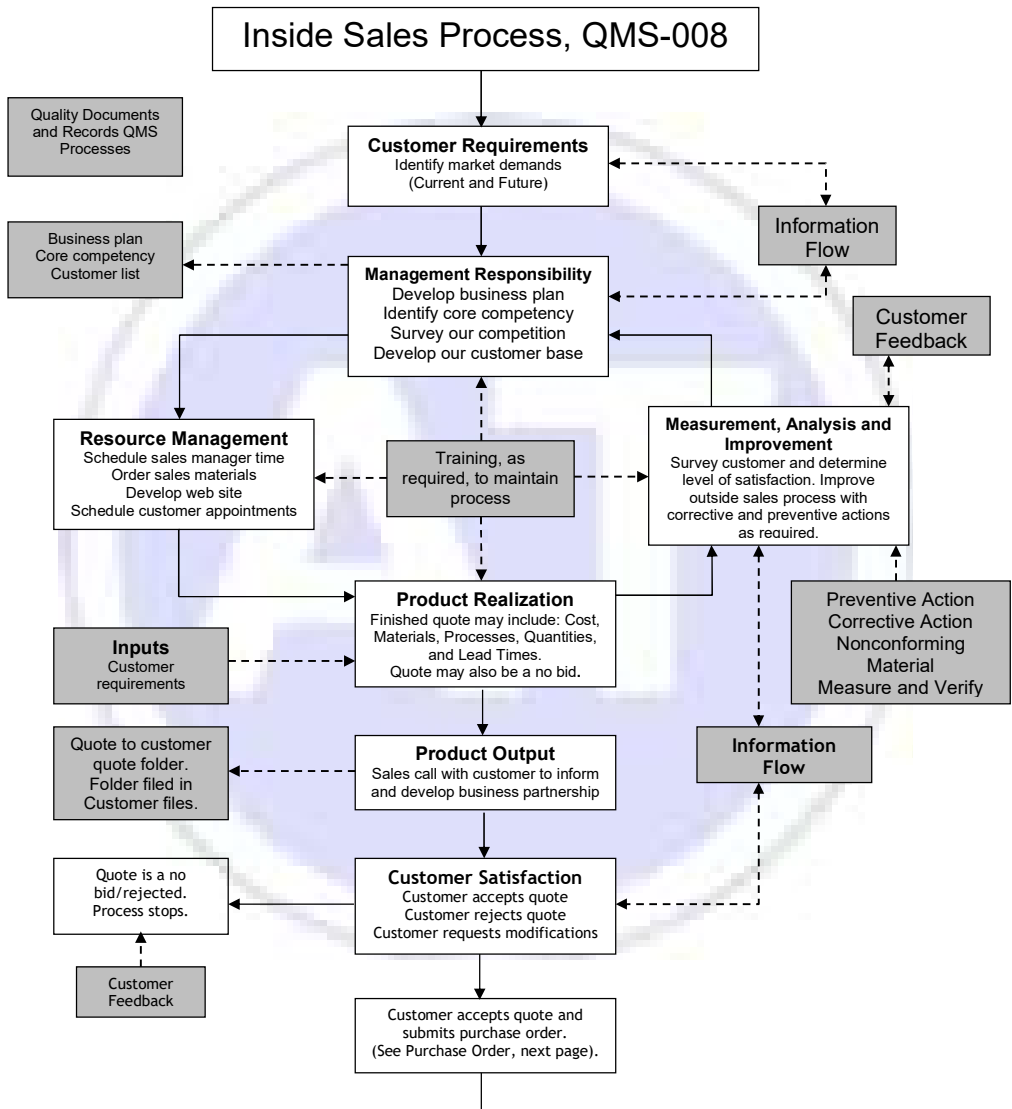 Inside Sales Process, QMS-008
Quality Documents
and Records QMS
Processes
Customer Requirements
Identify market demands
(Current and Future)
Information
Flow
Business plan
Core competency
Customer list
Management Responsibility
Develop business plan
Identify core competency
Survey our competition
Develop our customer base
Customer
Feedback
Resource Management
Schedule sales manager time
Order sales materials
Develop web site
Schedule customer appointments
Training, as
required, to maintain
process
Measurement, Analysis and
Improvement
Survey customer and determine
level of satisfaction. Improve
outside sales process with
corrective and preventive actions
as required.
Product Realization
Finished quote may include: Cost,
Materials, Processes, Quantities,
and Lead Times.
Quote may also be a no bid.
Preventive Action
Corrective Action
Nonconforming
Material
Measure and Verify
Inputs
Customer
requirements
Quote to customer
quote folder.
Folder filed in
Customer files.
Product Output
Sales call with customer to inform
and develop business partnership
Information
Flow
Quote is a no
bid/rejected.
Process stops.
Customer Satisfaction
Customer accepts quote
Customer rejects quote
Customer requests modifications
Customer
Feedback
Customer accepts quote and
submits purchase order.
(See Purchase Order, next page).